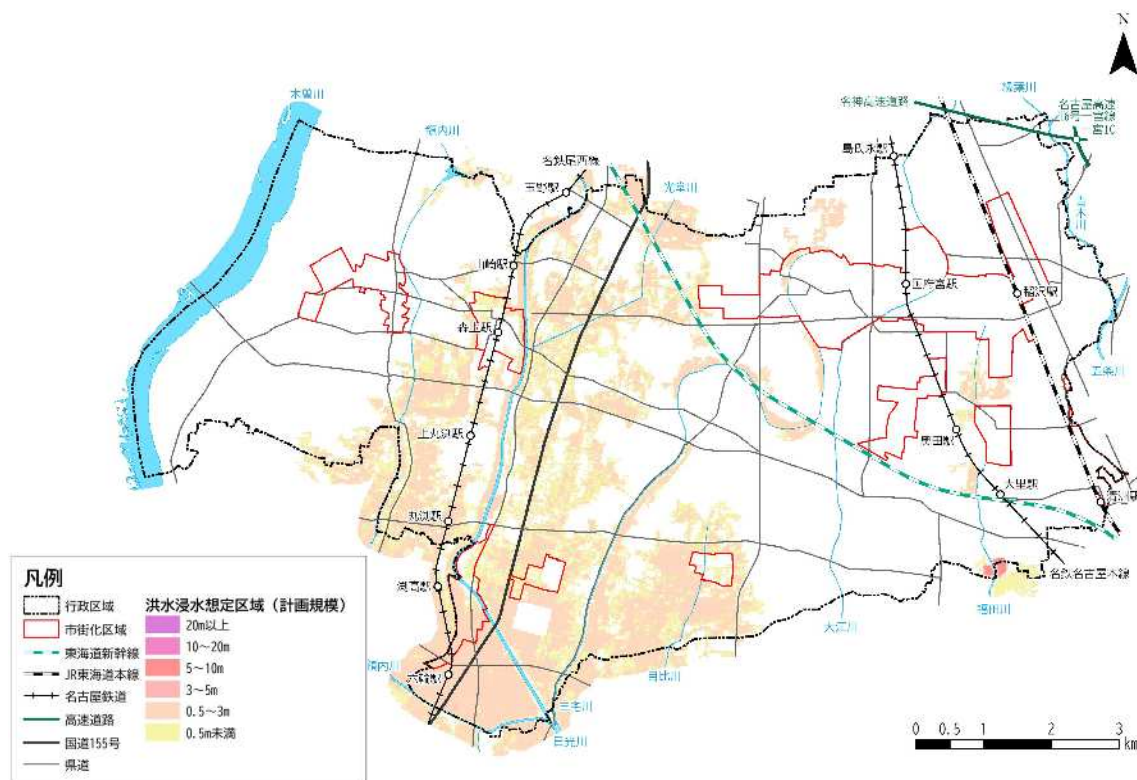 N
木曽川
領内川
名鉄尾西線
玉野駅
光堂川
名神高速道路
島氏永駅
名古屋高速
16号一宮線
一宮IC
青木川
山崎駅
国府宮駅
稲沢駅
森上駅
五条川
上丸渕駅
奥田駅
大里駅
清洲駅
丸渕駅
渕高駅
名鉄名古屋本線
福田川
大江川
目比川
領内川
六輪駅
三宅川
日光川
凡例
行政区域
市街化区域
東海道新幹線
JR東海道本線
名古屋鉄道
高速道路
国道155号
県道
洪水浸水想定区域（計画規模）
20m以上
10～20m
5～10m
3～5m
0.5～3m
0.5m未満
0 0.5 1 2 3
km